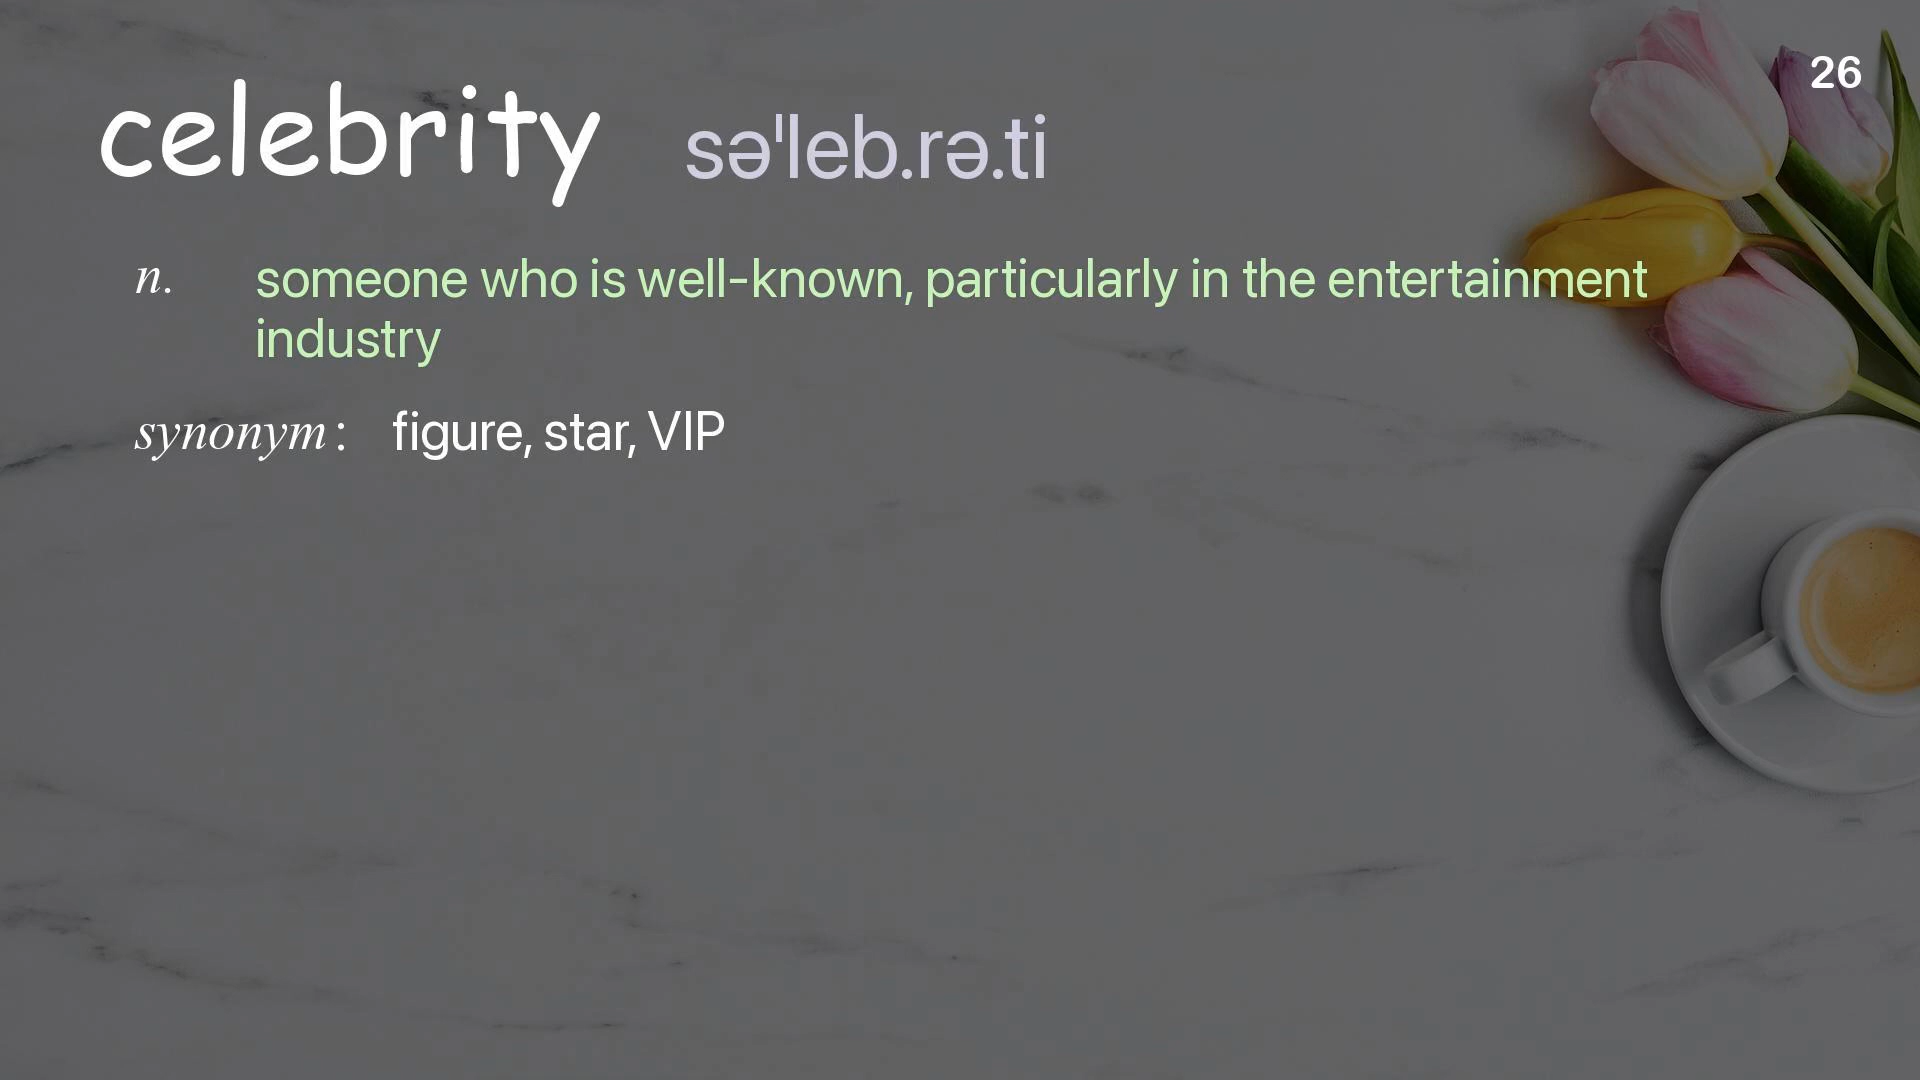 26
celebrity səˈleb.rə.ti
n. someone who is well-known, particularly in the entertainment
industry
synonym: figure, star, VIP